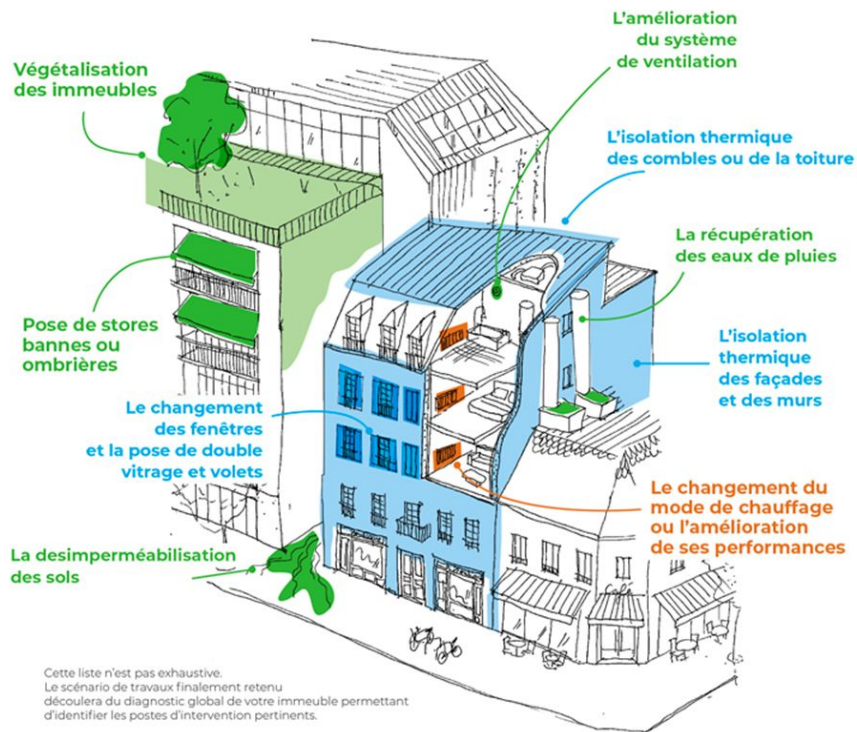 L'amélioration
du système
de ventilation
Végétalisation
des immeubles
L'isolation thermique
des combles ou de la toiture
La récupération
des eaux de pluies
Pose de stores
bannes ou
ombrières
L'isolation
thermique
des façades
et des murs
Le changement
des fenêtres
et la pose de double
vitrage et volets
Le changement du
mode de chauffage
ou l'amélioration
de ses performances
La desimperméabilisation
des sols
Cette liste n'est pas exhaustive.
Le scénario de travaux finalement retenu
découlera du diagnostic global de votre immeuble permettant
d'identifier les postes d'intervention pertinents.